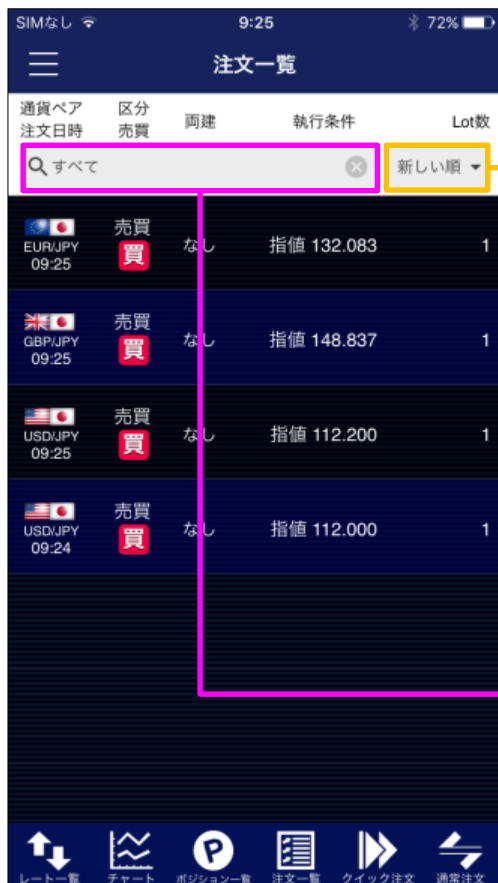 SIMなし 9:25 72%
注文一覧
通貨ペア 区分 両建 執行条件 Lot数
注文日時 売買
すべて 新しい順
売買
EUR/JPY 買 なし 指値 132.083 1
09:25
売買
GBP/JPY 買 なし 指値 148.837 1
09:25
売買
USD/JPY 買 なし 指値 112.200 1
09:25
売買
USD/JPY 買 なし 指値 112.000 1
09:24
P
レート一覧 チャート ポジション一覧 注文一覧 クイック注文 通常注文